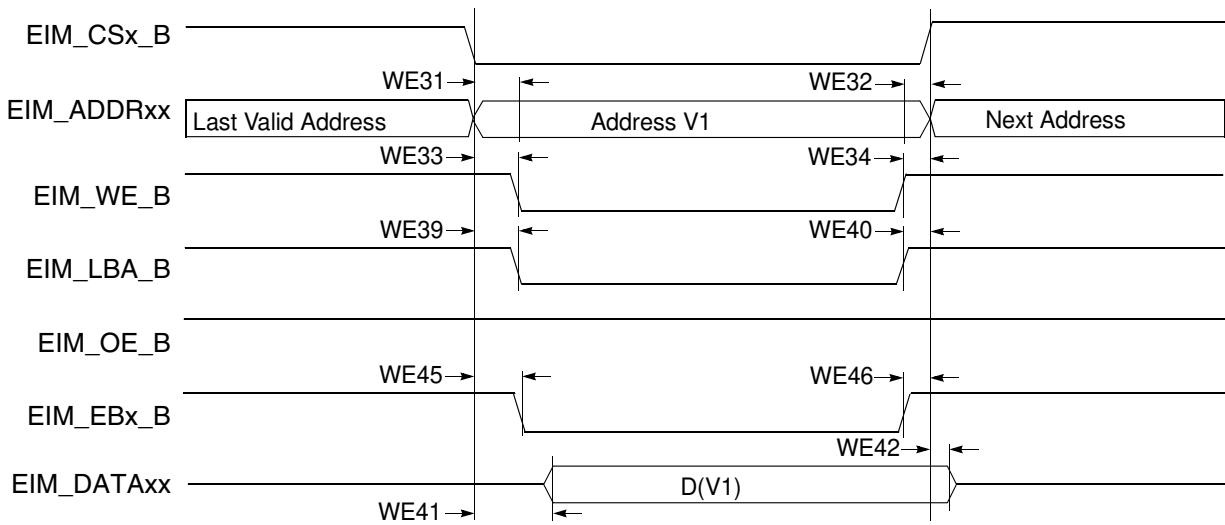 EIM_CSx_B
WE31
WE32
EIM_ADDRxx
Last Valid Address
Address V1
Next Address
WE33
WE34
EIM_WE_B
WE39
WE40
EIM_LBA_B
EIM_OE_B
WE45
WE46
EIM_EBx_B
WE42
EIM_DATAxx
D(V1)
WE41